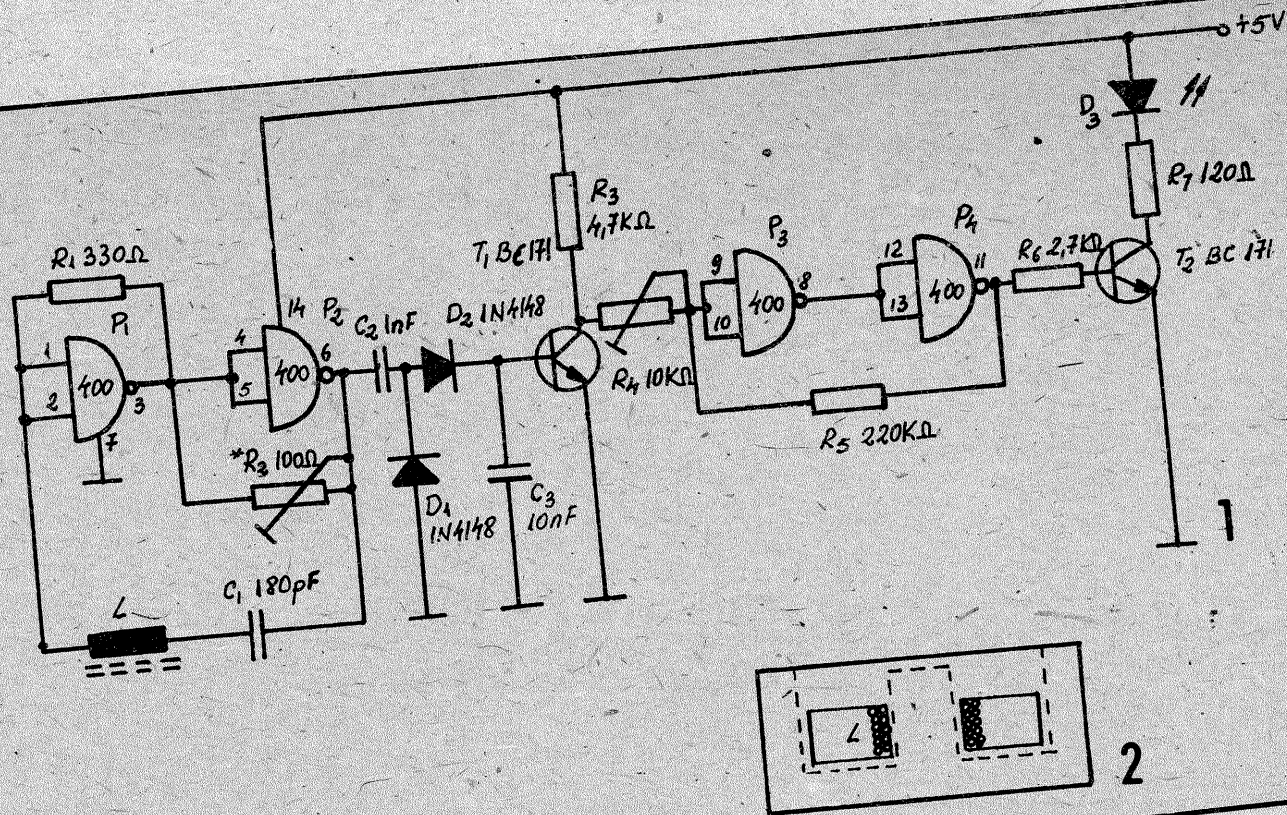 +5V
D3
R7 120Ω
R3
4,7KΩ
T1 BC171
P3
P4
R1 330Ω
14
P2
P1
C2 1nF
D2 1N4148
9
8
10
400
12
13
400
11
R6 2,7KΩ
T2 BC 171
1
2
400
3
7
4
5
400
6
R4 10KΩ
R5 220KΩ
*R2 100Ω
D1
1N4148
C3
10nF
1
C1 180pF
L
L
2